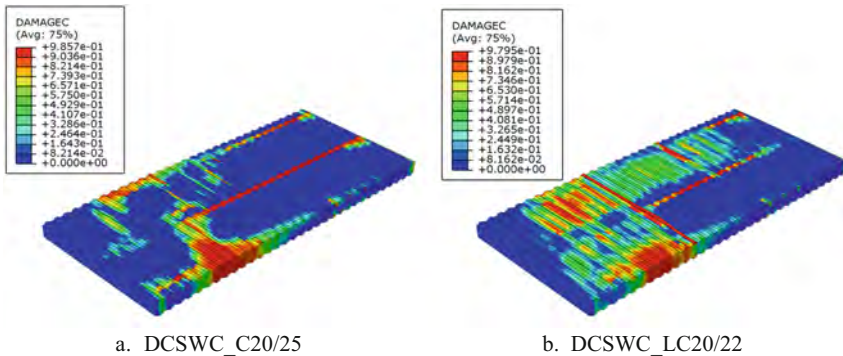 DAMAGEC
(Avg: 75%)
+9.857e-01
+9.036e-01
+8.214e-01
+7.393e-01
+6.571e-01
+5.750e-01
+4.929e-01
+4.107e-01
+3.286e-01
+2.464e-01
+1.643e-01
+8.214e-02
+0.000e+00
DAMAGEC
(Avg: 75%)
+9.795e-01
+8.979e-01
+8.162e-01
+7.346e-01
+6.530e-01
+5.714e-01
+4.897e-01
+4.081e-01
+3.265e-01
+2.449e-01
+1.632e-01
+8.162e-02
+0.000e+00
a. DCSWC_C20/25
b. DCSWC_LC20/22